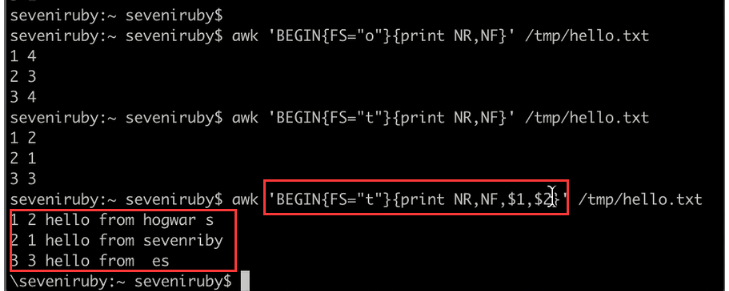 seveniruby:~ seveniruby$
seveniruby:~ seveniruby$ awk 'BEGIN{FS="o"}{print NR,NF}' /tmp/hello.txt
1 4
2 3
3 4
seveniruby:~ seveniruby$ awk 'BEGIN{FS="t"}{print NR,NF}' /tmp/hello.txt
1 2
2 1
3 3
seveniruby:~ seveniruby$ awk 'BEGIN{FS="t"}{print NR,NF,$1,$2}' /tmp/hello.txt
1 2 hello from hogwar s
2 1 hello from sevenriby
3 3 hello from  es
\seveniruby:~ seveniruby$